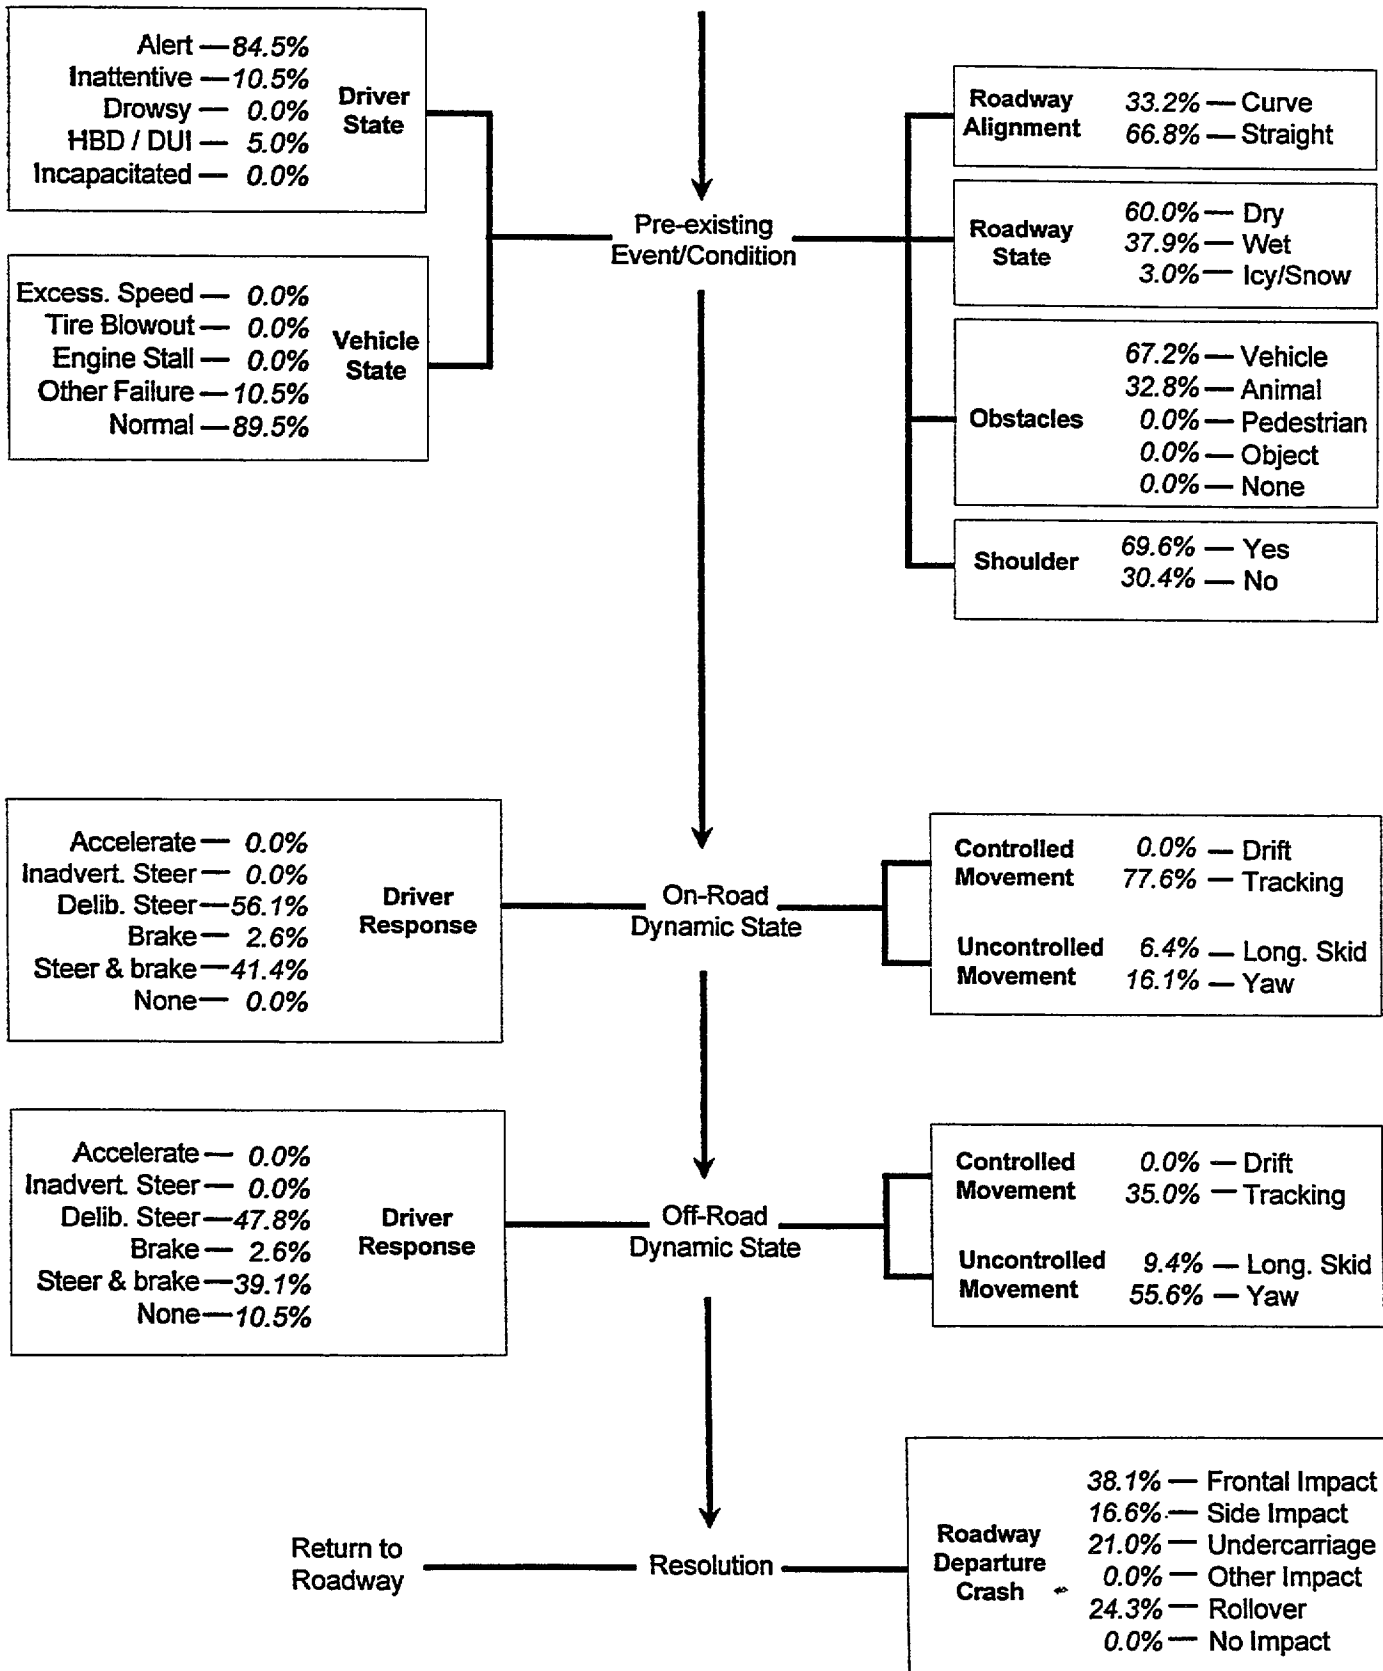 Alert — 84.5%
Inattentive — 10.5%
Drowsy — 0.0%
HBD / DUI — 5.0%
Incapacitated — 0.0%
Driver
State
Excess. Speed — 0.0%
Tire Blowout — 0.0%
Engine Stall — 0.0%
Other Failure — 10.5%
Normal — 89.5%
Vehicle
State
Pre-existing
Event/Condition
Roadway
Alignment
33.2% — Curve
66.8% — Straight
Roadway
State
60.0% — Dry
37.9% — Wet
3.0% — Icy/Snow
Obstacles
67.2% — Vehicle
32.8% — Animal
0.0% — Pedestrian
0.0% — Object
0.0% — None
Shoulder
69.6% — Yes
30.4% — No
Accelerate — 0.0%
Inadvert. Steer — 0.0%
Delib. Steer — 56.1%
Brake — 2.6%
Steer & brake — 41.4%
None — 0.0%
Driver
Response
On-Road
Dynamic State
Controlled
Movement
0.0% — Drift
77.6% — Tracking
Uncontrolled
Movement
6.4% — Long. Skid
16.1% — Yaw
Accelerate — 0.0%
Inadvert. Steer — 0.0%
Delib. Steer — 47.8%
Brake — 2.6%
Steer & brake — 39.1%
None — 10.5%
Driver
Response
Off-Road
Dynamic State
Controlled
Movement
0.0% — Drift
35.0% — Tracking
Uncontrolled
Movement
9.4% — Long. Skid
55.6% — Yaw
Return to
Roadway
Resolution
Roadway
Departure
Crash
38.1% — Frontal Impact
16.6% — Side Impact
21.0% — Undercarriage
0.0% — Other Impact
24.3% — Rollover
0.0% — No Impact